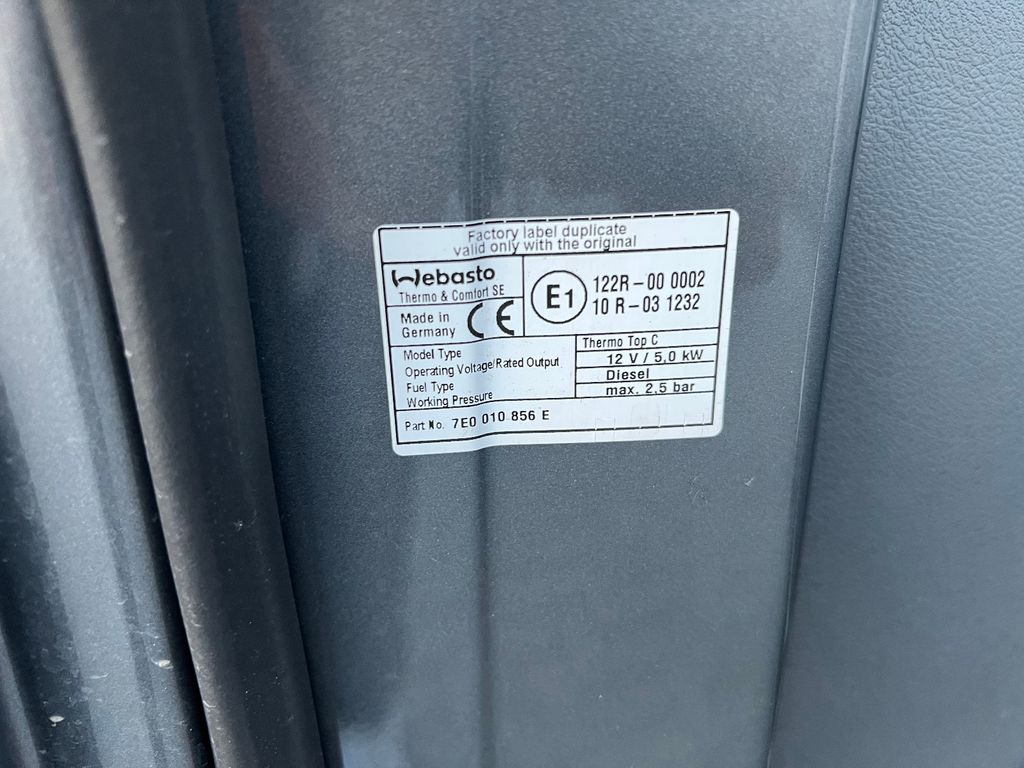 Factory label duplicate
valid only with the original
Webasto
Thermo & Comfort SE
Made in
Germany
CE
E1
122R-00 0002
10 R-03 1232
Model Type
Thermo Top C
Operating Voltage/Rated Output
12 V / 5,0 kW
Fuel Type
Diesel
Working Pressure
max. 2,5 bar
Part No. 7E0 010 856 E